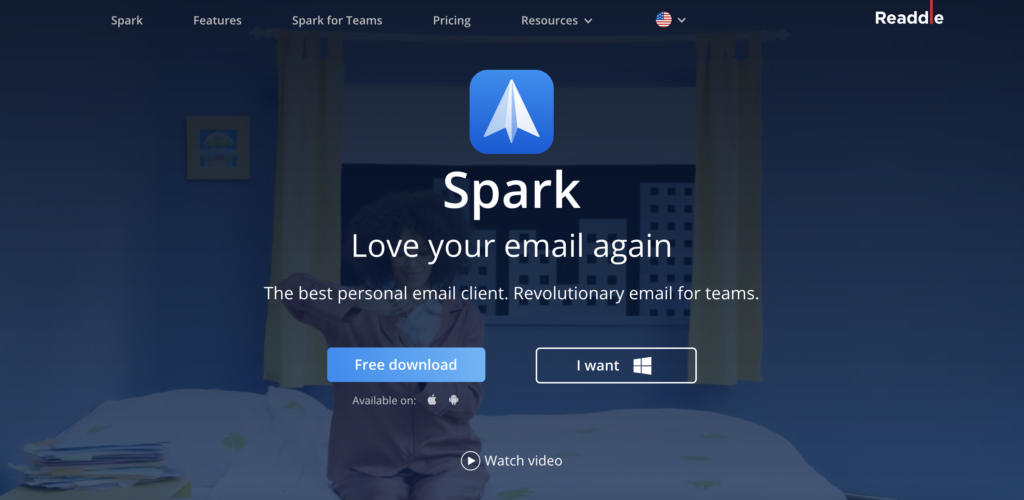 Spark Features Spark for Teams Pricing Resources
Readdle
Spark
Love your email again
The best personal email client. Revolutionary email for teams.
Free download I want
Available on:
Watch video